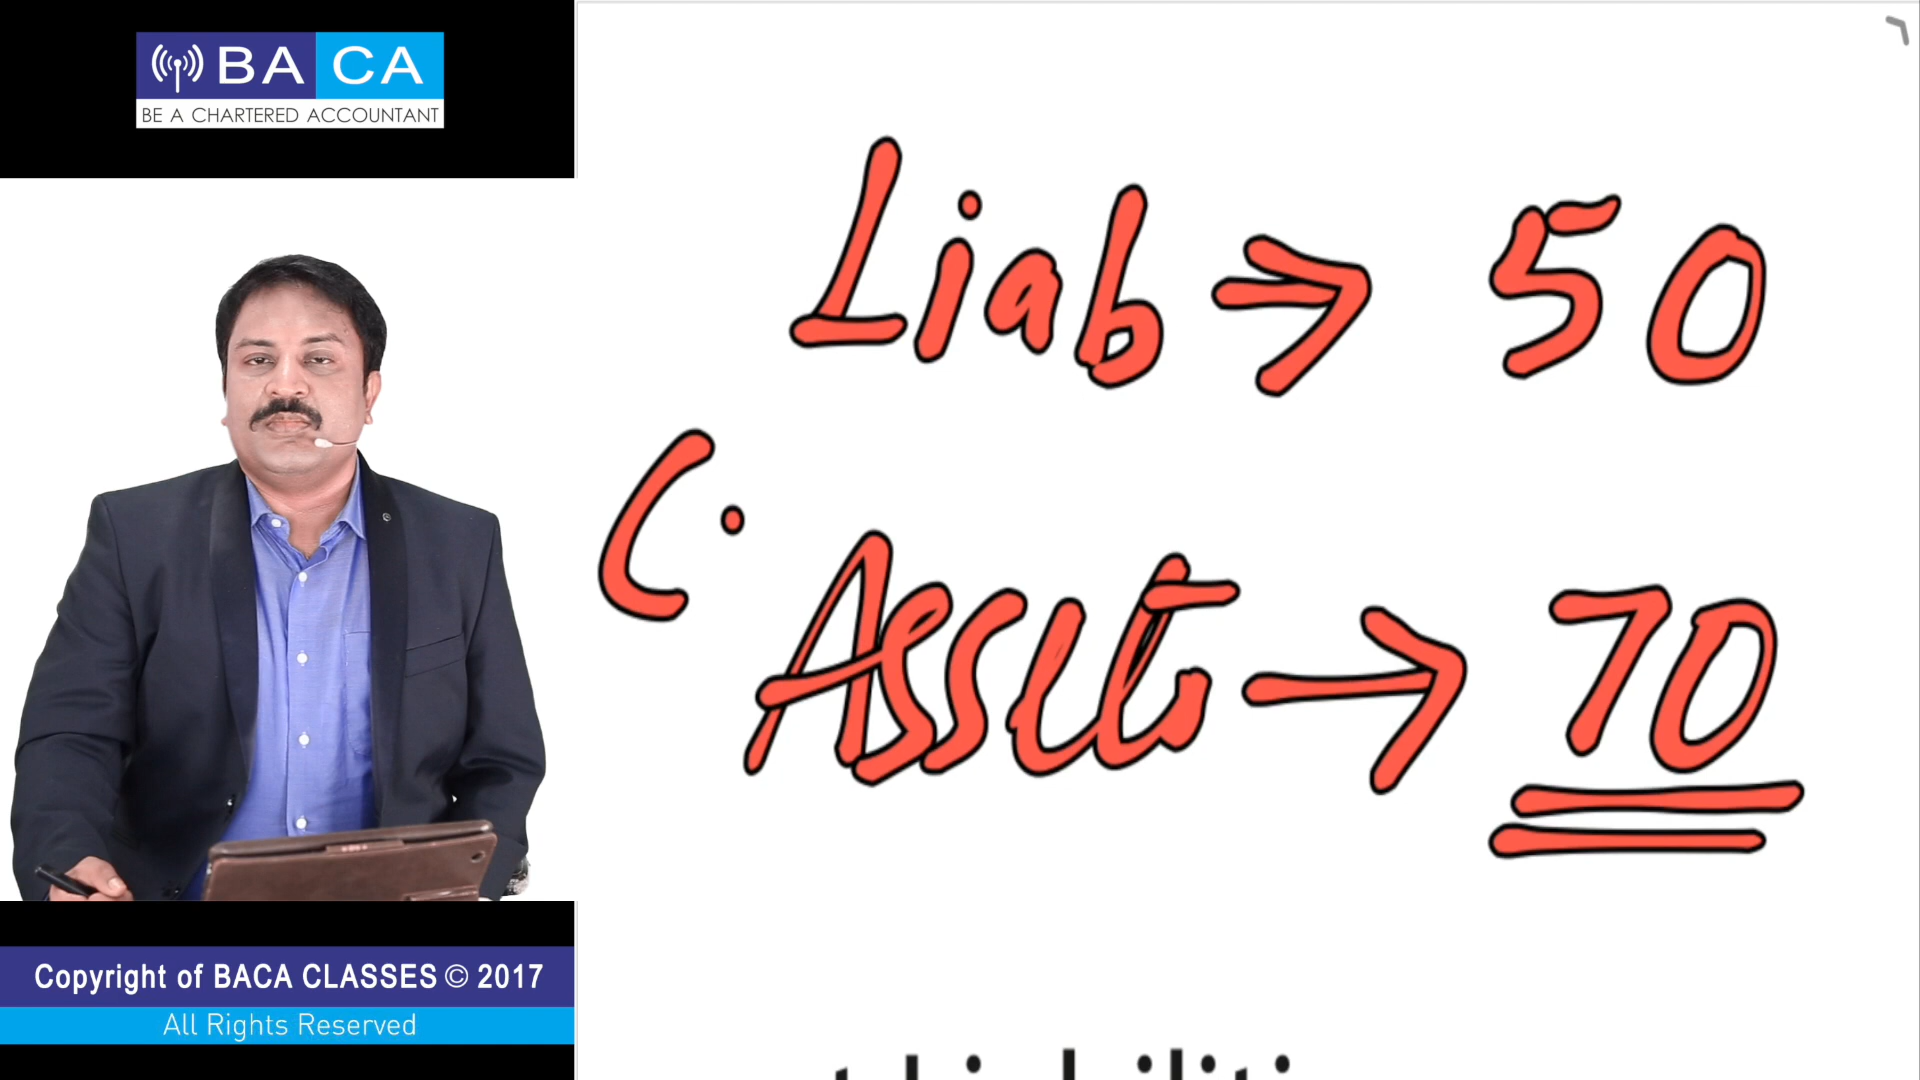 BA CA
BE A CHARTERED ACCOUNTANT
Liab → 50
C. Assets → 70
Copyright of BACA CLASSES © 2017
All Rights Reserved